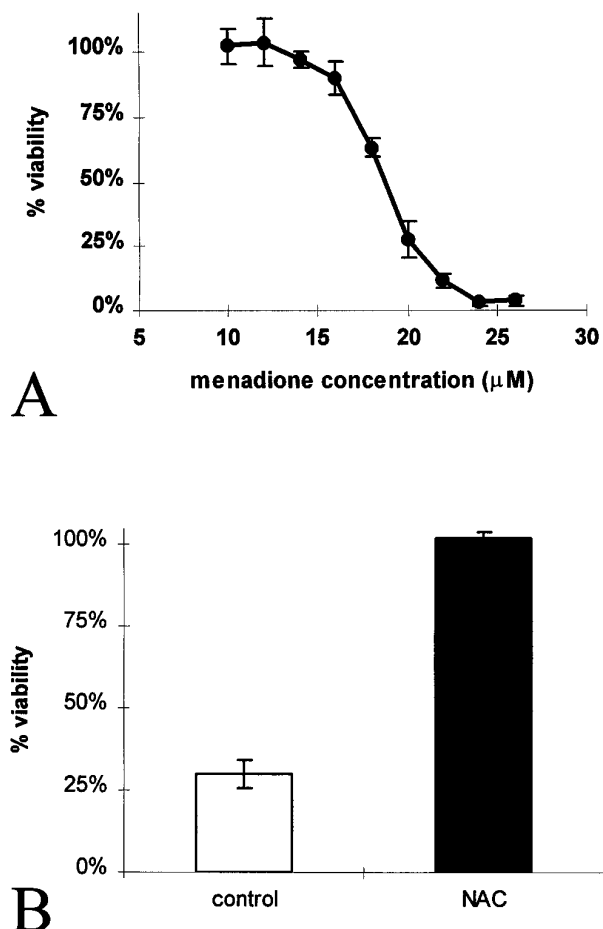 100%
75%
50%
25%
0%
% viability
5 10 15 20 25 30
menadione concentration (μM)
A
100%
75%
50%
25%
0%
% viability
control NAC
B